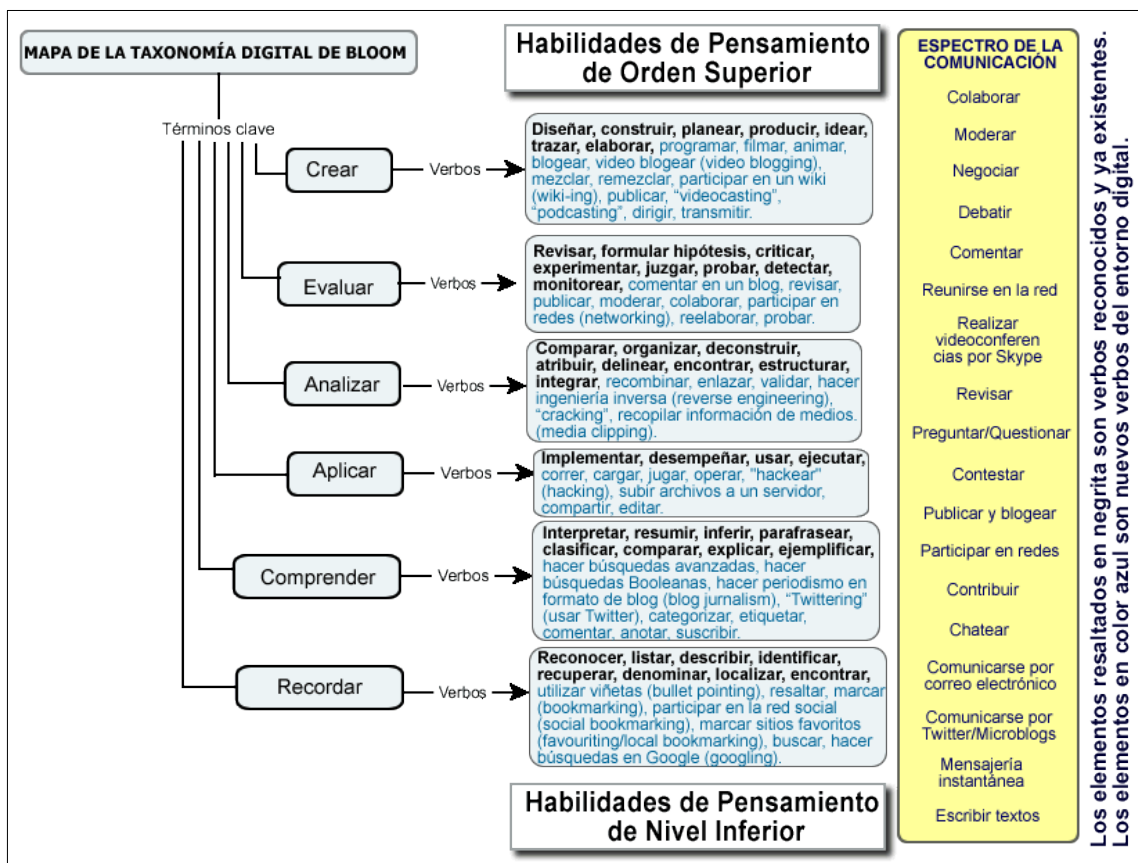 MAPA DE LA TAXONOMÍA DIGITAL DE BLOOM
Términos clave
Habilidades de Pensamiento
de Orden Superior
Crear
Verbos
Diseñar, construir, planear, producir, idear,
trazar, elaborar, programar, filmar, animar,
blogear, video blogear (video blogging),
mezclar, remezclar, participar en un wiki
(wiki-ing), publicar, “videocasting”,
“podcasting”, dirigir, transmitir.
Evaluar
Verbos
Revisar, formular hipótesis, criticar,
experimentar, juzgar, probar, detectar,
monitorear, comentar en un blog, revisar,
publicar, moderar, colaborar, participar en
redes (networking), reelaborar, probar.
Analizar
Verbos
Comparar, organizar, deconstruir,
atribuir, delinear, encontrar, estructurar,
integrar, recombinar, enlazar, validar, hacer
ingeniería inversa (reverse engineering),
“cracking”, recopilar información de medios.
(media clipping).
Aplicar
Verbos
Implementar, desempeñar, usar, ejecutar,
correr, cargar, jugar, operar, "hackear"
(hacking), subir archivos a un servidor,
compartir, editar.
Comprender
Verbos
Interpretar, resumir, inferir, parafrasear,
clasificar, comparar, explicar, ejemplificar,
hacer búsquedas avanzadas, hacer
búsquedas Booleanas, hacer periodismo en
formato de blog (blog journalism), “Twittering”
(usar Twitter), categorizar, etiquetar,
comentar, anotar, suscribir.
Recordar
Verbos
Reconocer, listar, describir, identificar,
recuperar, denominar, localizar, encontrar,
utilizar viñetas (bullet pointing), resaltar, marcar
(bookmarking), participar en la red social
(social bookmarking), marcar sitios favoritos
(favouriting/local bookmarking), buscar, hacer
búsquedas en Google (googling).
Habilidades de Pensamiento
de Nivel Inferior
ESPECTRO DE LA
COMUNICACIÓN
Colaborar
Moderar
Negociar
Debatir
Comentar
Reunirse en la red
Realizar
videoconferen
cias por Skype
Revisar
Preguntar/Questionar
Contestar
Publicar y blogear
Participar en redes
Contribuir
Chatear
Comunicarse por
correo electrónico
Comunicarse por
Twitter/Microblogs
Mensajería
instantánea
Escribir textos
Los elementos resaltados en negrita son verbos reconocidos y ya existentes.
Los elementos en color azul son nuevos verbos del entorno digital.